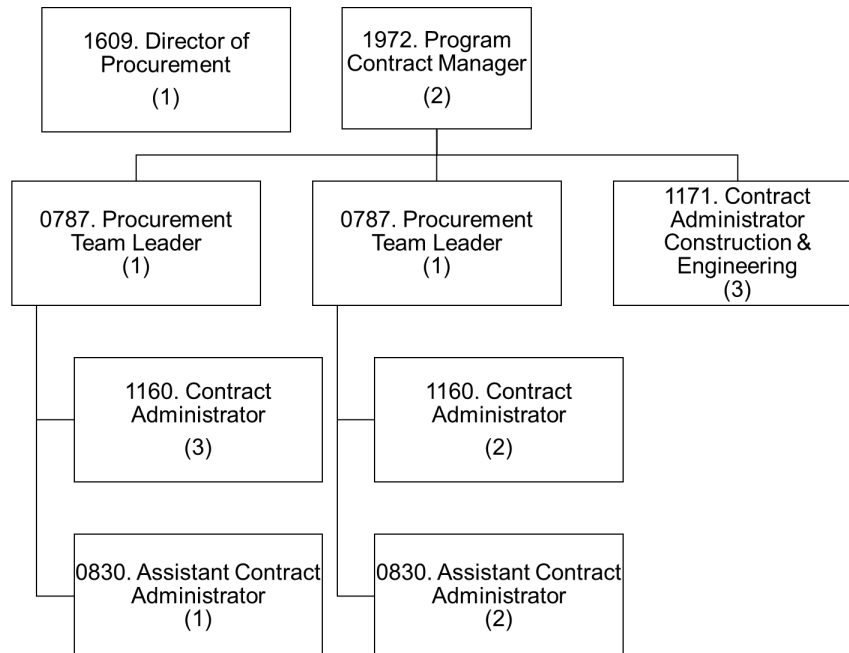 1609. Director of
Procurement
(1)
1972. Program
Contract Manager
(2)
0787. Procurement
Team Leader
(1)
0787. Procurement
Team Leader
(1)
1171. Contract
Administrator
Construction &
Engineering
(3)
1160. Contract
Administrator
(3)
1160. Contract
Administrator
(2)
0830. Assistant Contract
Administrator
(1)
0830. Assistant Contract
Administrator
(2)